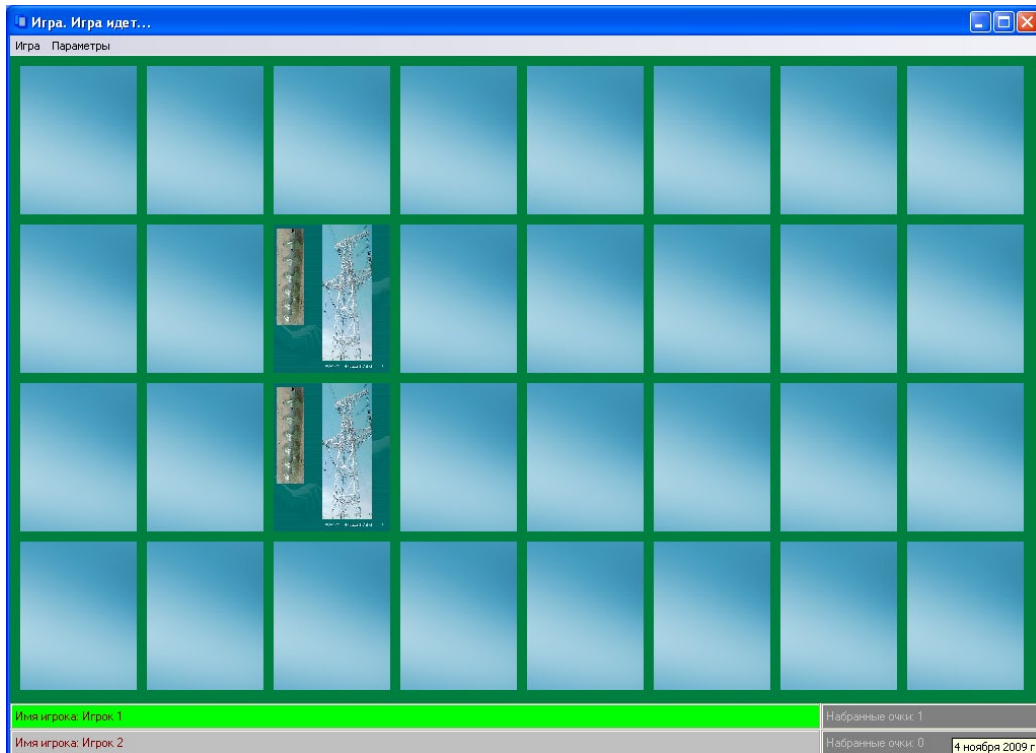 Игра. Игра идет...
Игра Параметры
Имя игрока: Игрок 1
Набранные очки: 1
Имя игрока: Игрок 2
Набранные очки: 0
4 ноября 2009 г